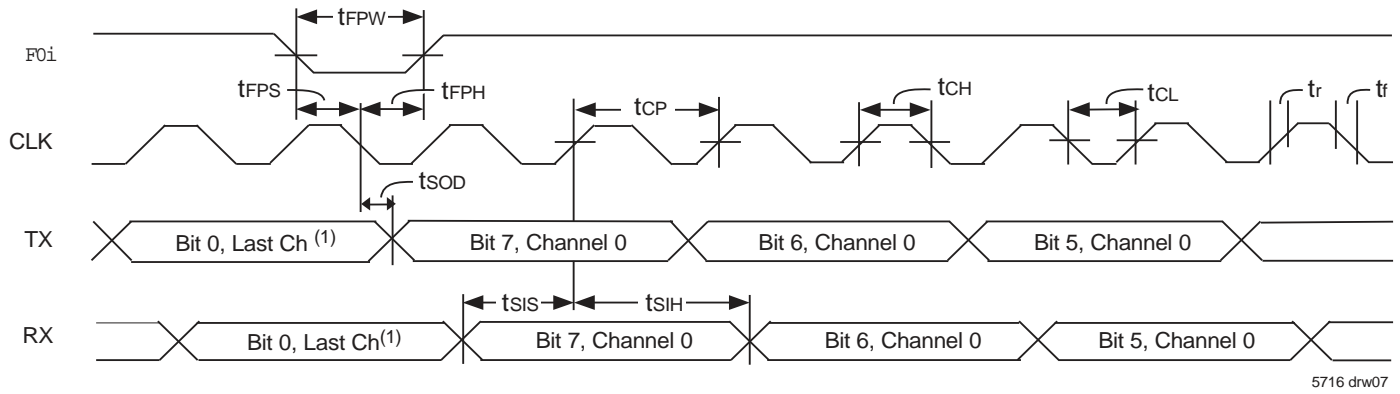 tFPW
F0i
tFPS
tFPH
tCP
tCH
tCL
tr
tf
CLK
tSOD
TX
Bit 0, Last Ch (1)
Bit 7, Channel 0
Bit 6, Channel 0
Bit 5, Channel 0
tSIS
tSIH
RX
Bit 0, Last Ch(1)
Bit 7, Channel 0
Bit 6, Channel 0
Bit 5, Channel 0
5716 drw07